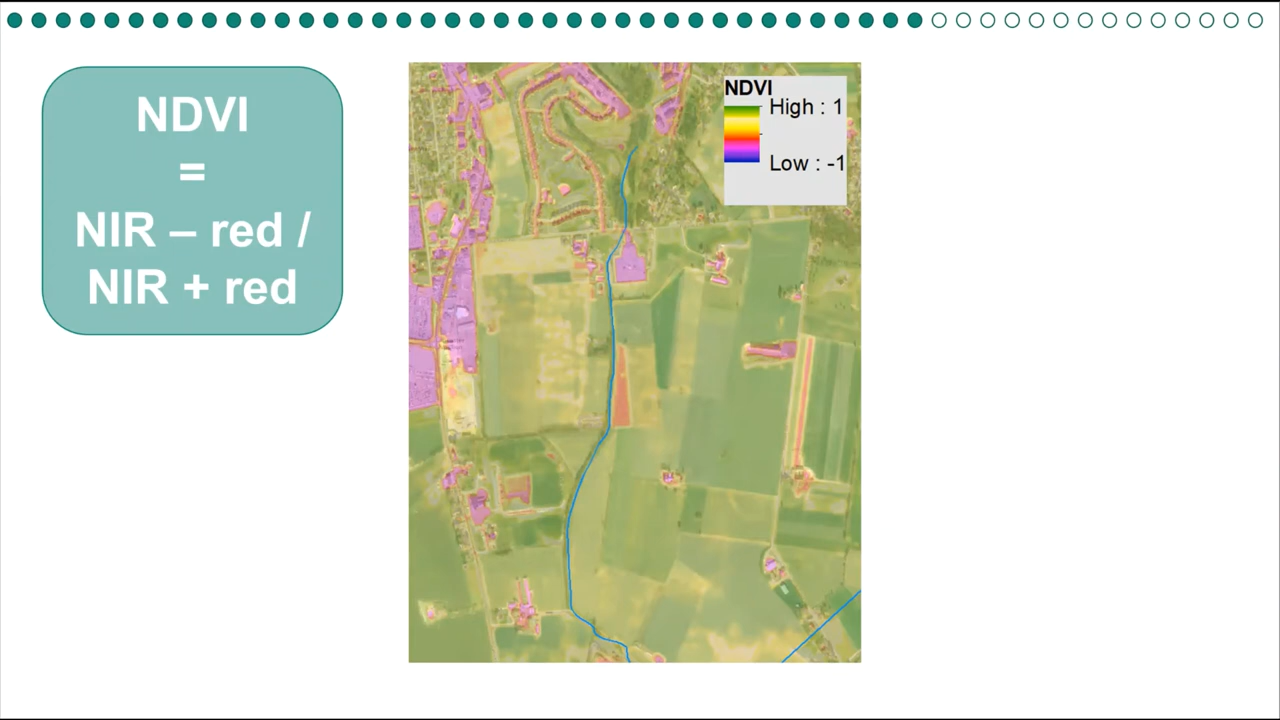 NDVI
=
NIR – red /
NIR + red
NDVI
High : 1
Low : -1